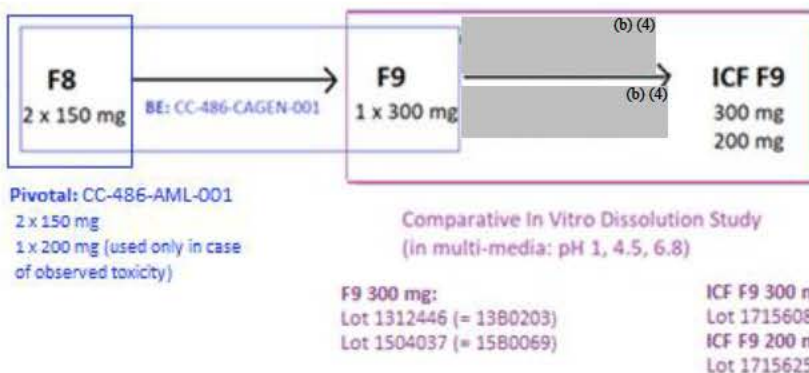 (b) (4)
F8
F9
ICF F9
2 x 150 mg
BE: CC-486-CAGEN-001
1 x 300 mg
(b) (4)
300 mg
200 mg
Pivotal: CC-486-AML-001
2 x 150 mg
1 x 200 mg (used only in case
of observed toxicity)
Comparative In Vitro Dissolution Study
(in multi-media: pH 1, 4.5, 6.8)
F9 300 mg:
Lot 1312446 (= 13B0203)
Lot 1504037 (= 15B0069)
ICF F9 300 m
Lot 1715608
ICF F9 200 m
Lot 1715625